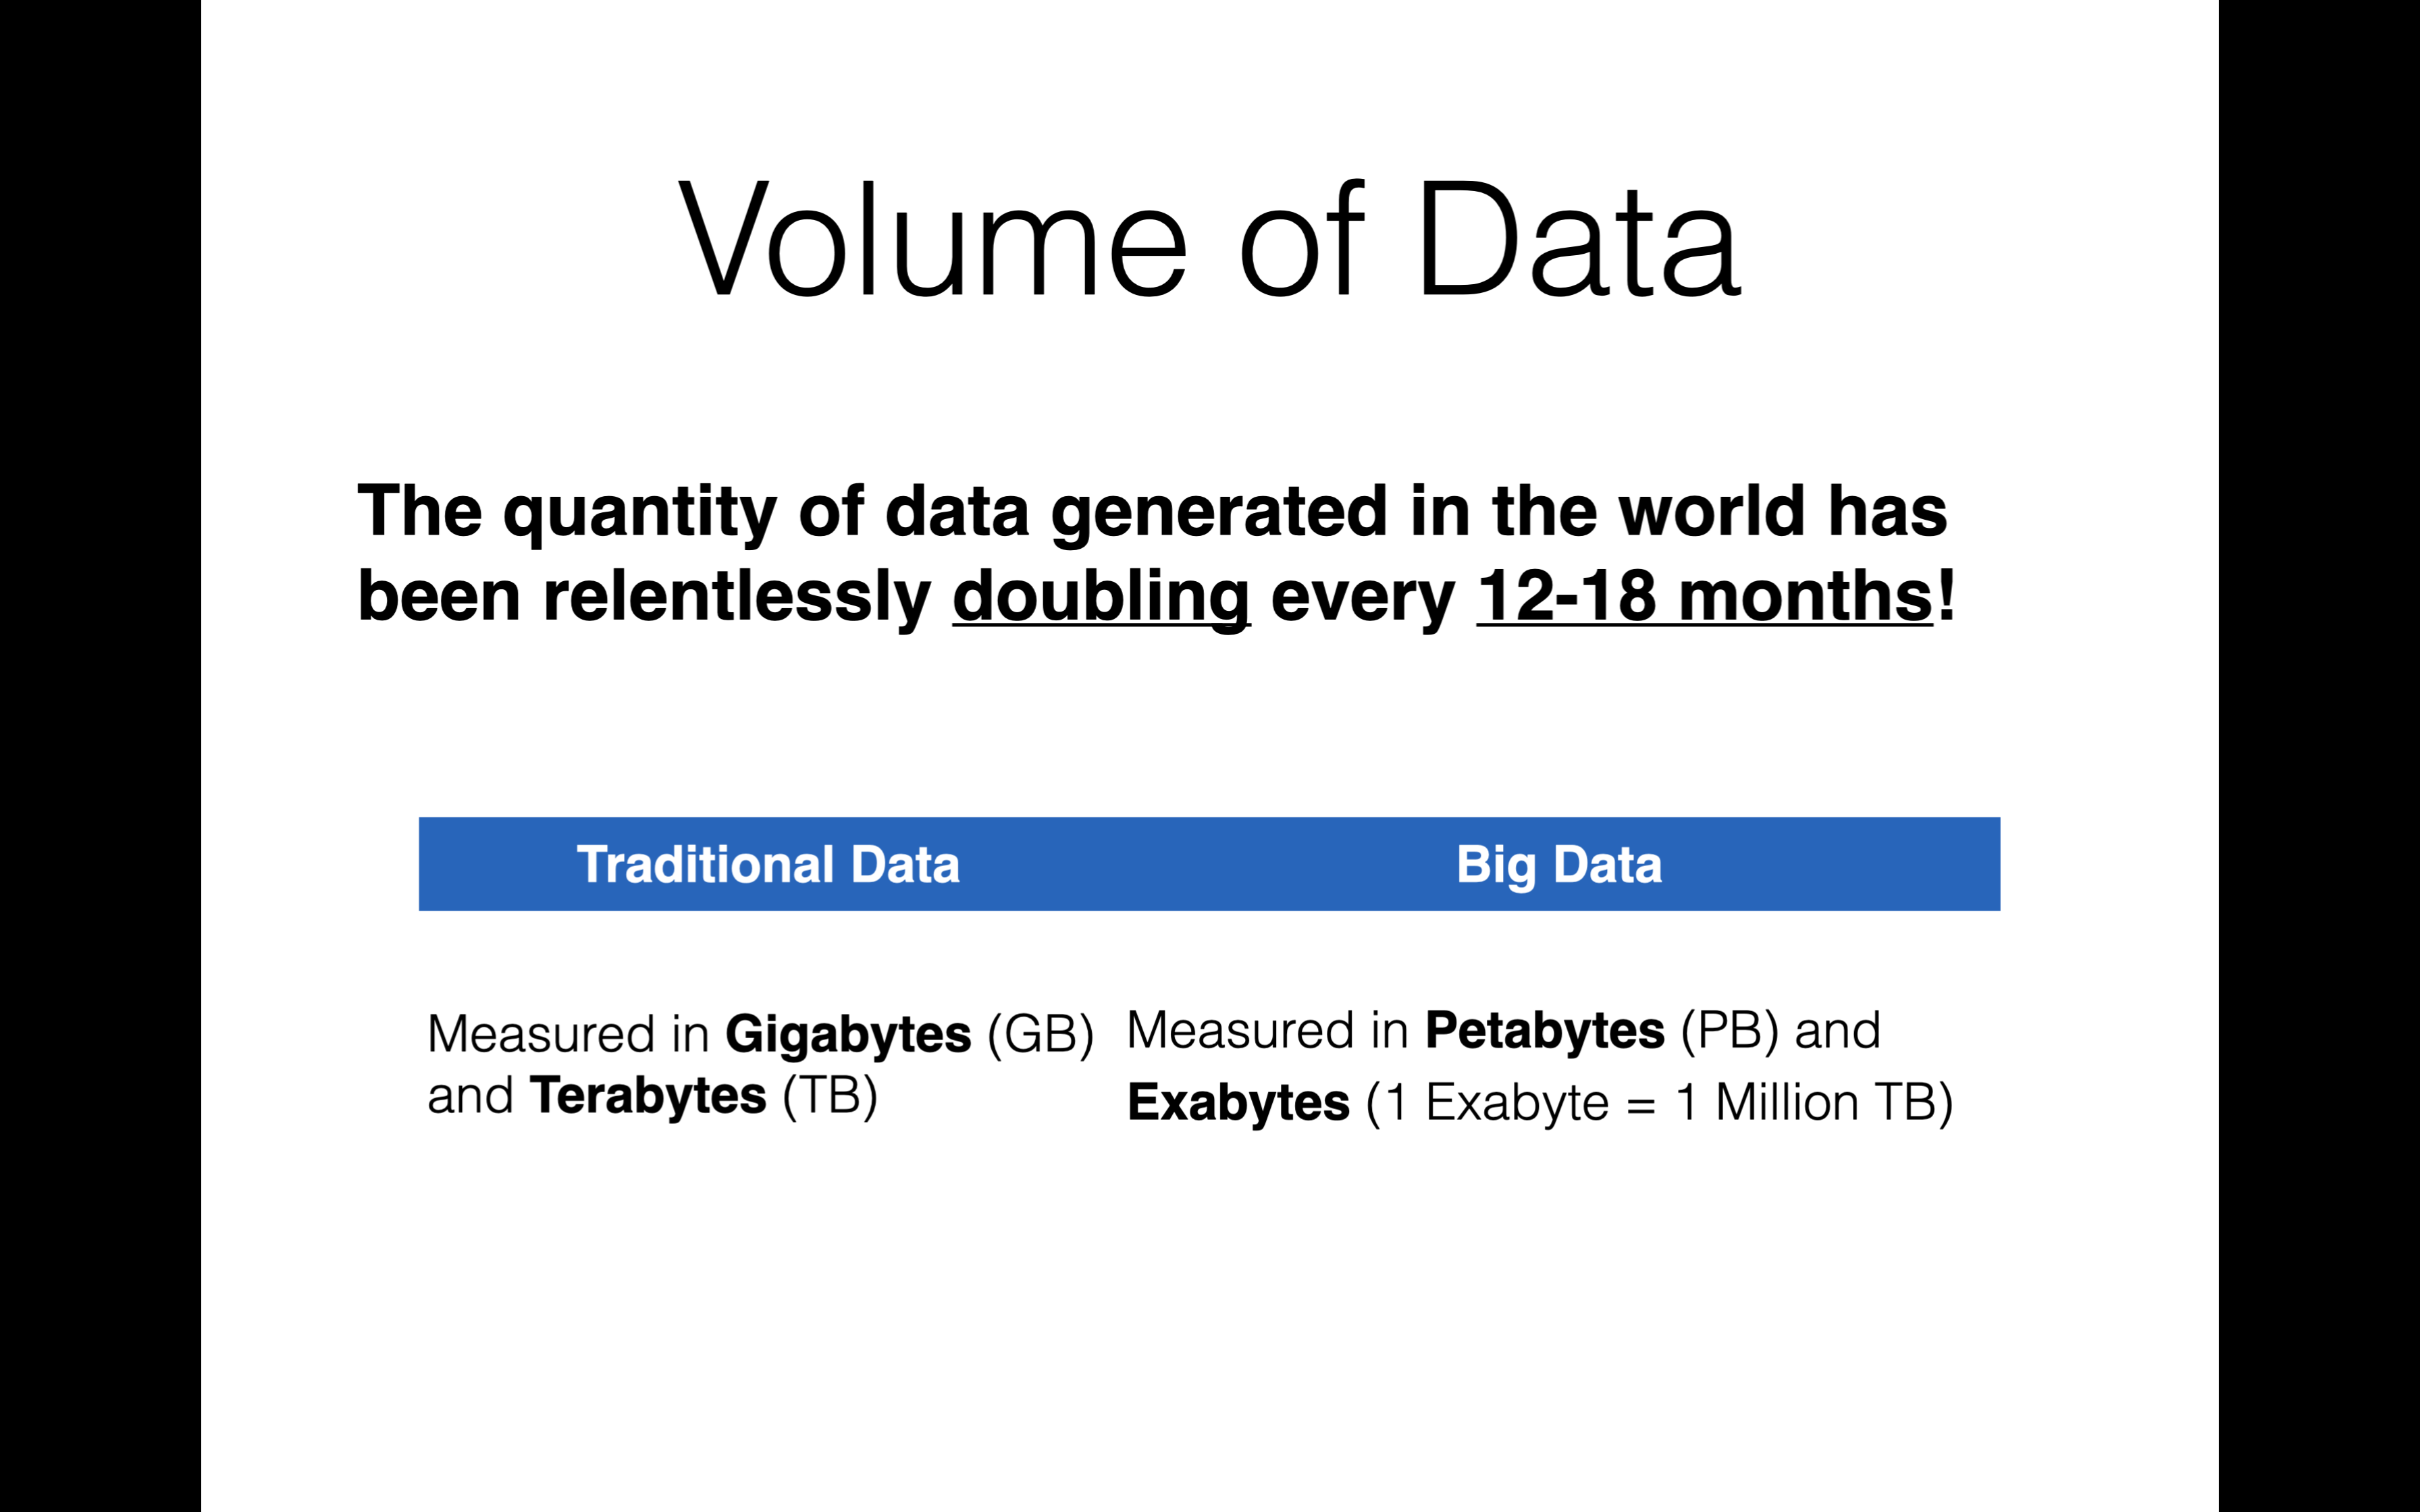 Volume of Data
The quantity of data generated in the world has
been relentlessly doubling every 12-18 months!
Traditional Data
Big Data
Measured in Gigabytes (GB)
and Terabytes (TB)
Measured in Petabytes (PB) and
Exabytes (1 Exabyte = 1 Million TB)